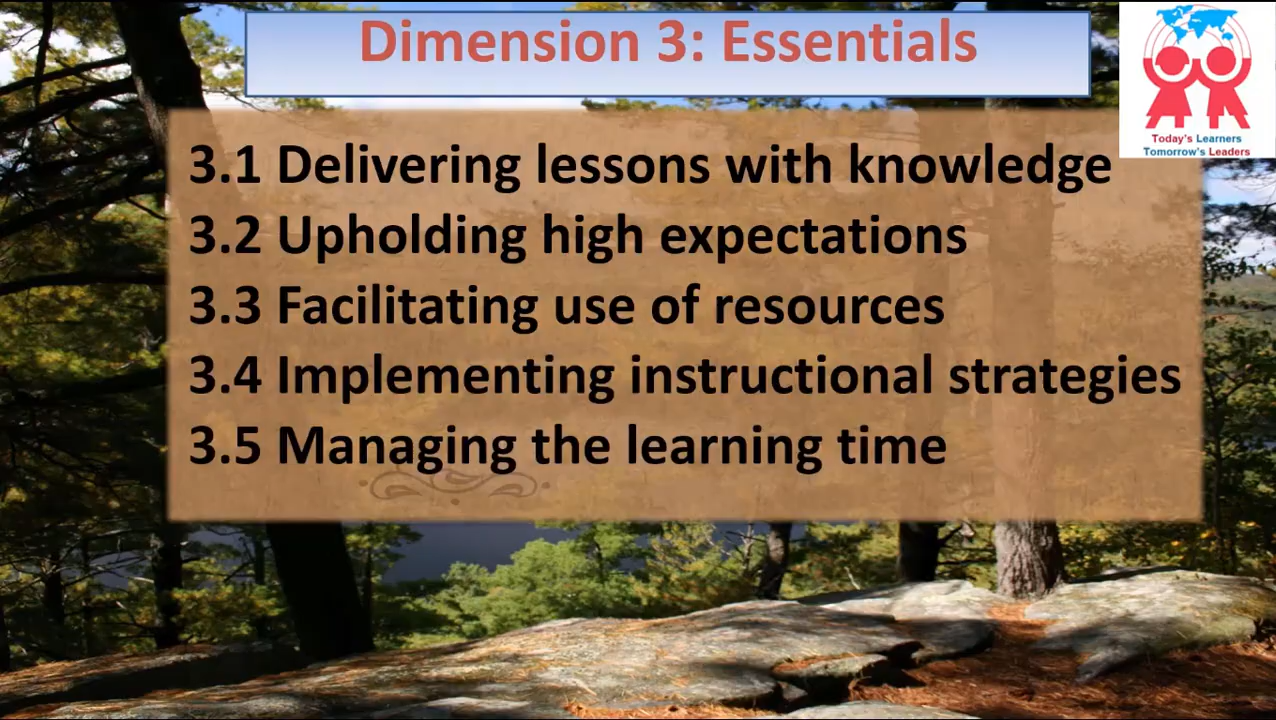 Dimension 3: Essentials
Today's Learners
Tomorrow's Leaders
3.1 Delivering lessons with knowledge
3.2 Upholding high expectations
3.3 Facilitating use of resources
3.4 Implementing instructional strategies
3.5 Managing the learning time